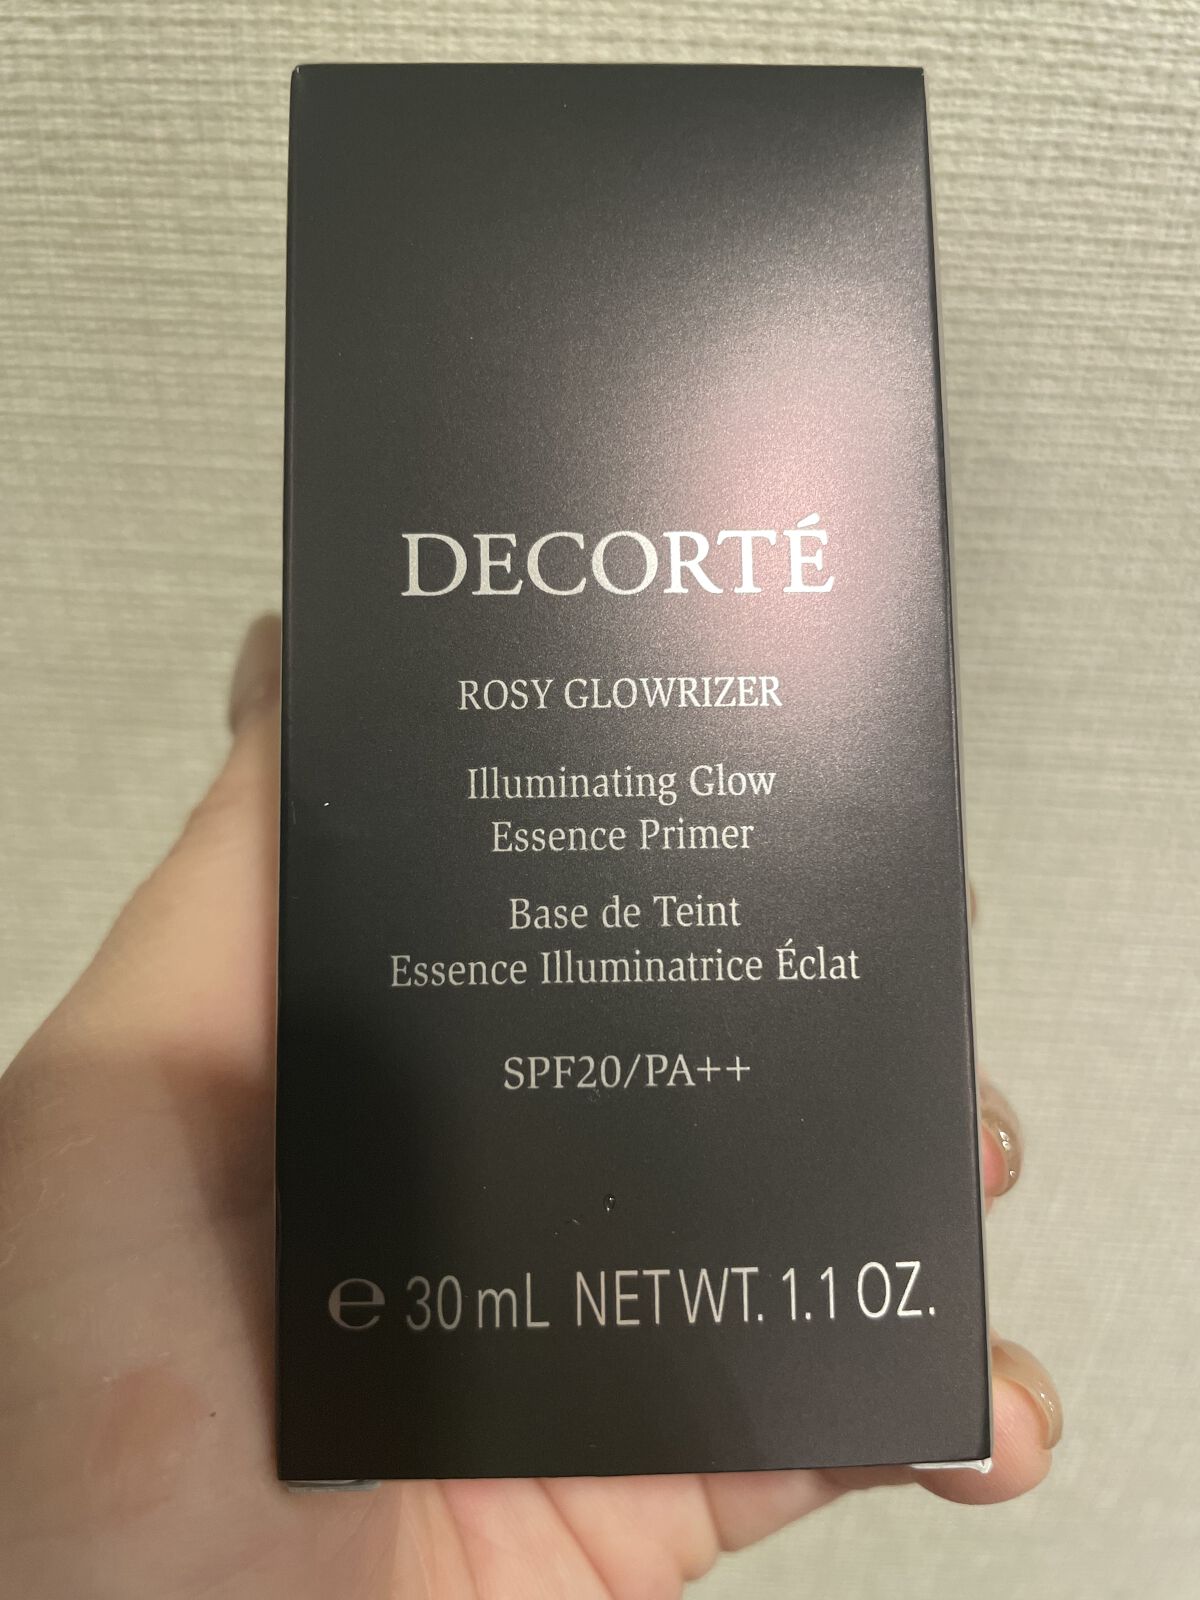 DECORTÉ
ROSY GLOWRIZER
Illuminating Glow
Essence Primer
Base de Teint
Essence Illuminatrice Éclat
SPF20/PA++
℮ 30 mL NET WT. 1.1 OZ.